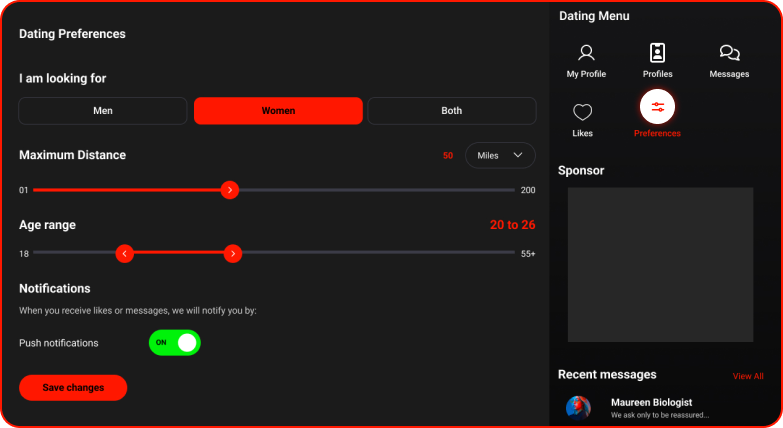 Dating Preferences
I am looking for
Men Women Both
Maximum Distance 50 Miles
01 200
Age range 20 to 26
18 55+
Notifications
When you receive likes or messages, we will notify you by:
Push notifications ON
Save changes
Dating Menu
My Profile Profiles Messages
Likes Preferences
Sponsor
Recent messages View All
Maureen Biologist
We ask only to be reassured...